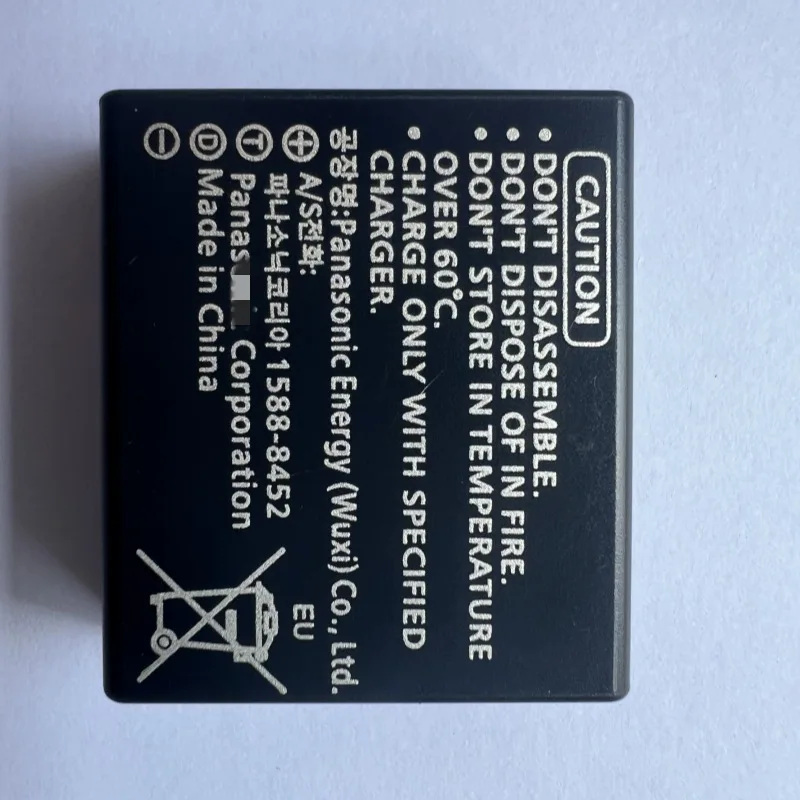 CAUTION
• DON'T DISASSEMBLE.
• DON'T DISPOSE OF IN FIRE.
• DON'T STORE IN TEMPERATURE
OVER 60°C.
• CHARGE ONLY WITH SPECIFIED
CHARGER.
공장명:Panasonic Energy (Wuxi) Co., Ltd.
+ A/S전화:
파나소닉코리아 1588-8452
T Corporation
D Made in China
−
EU